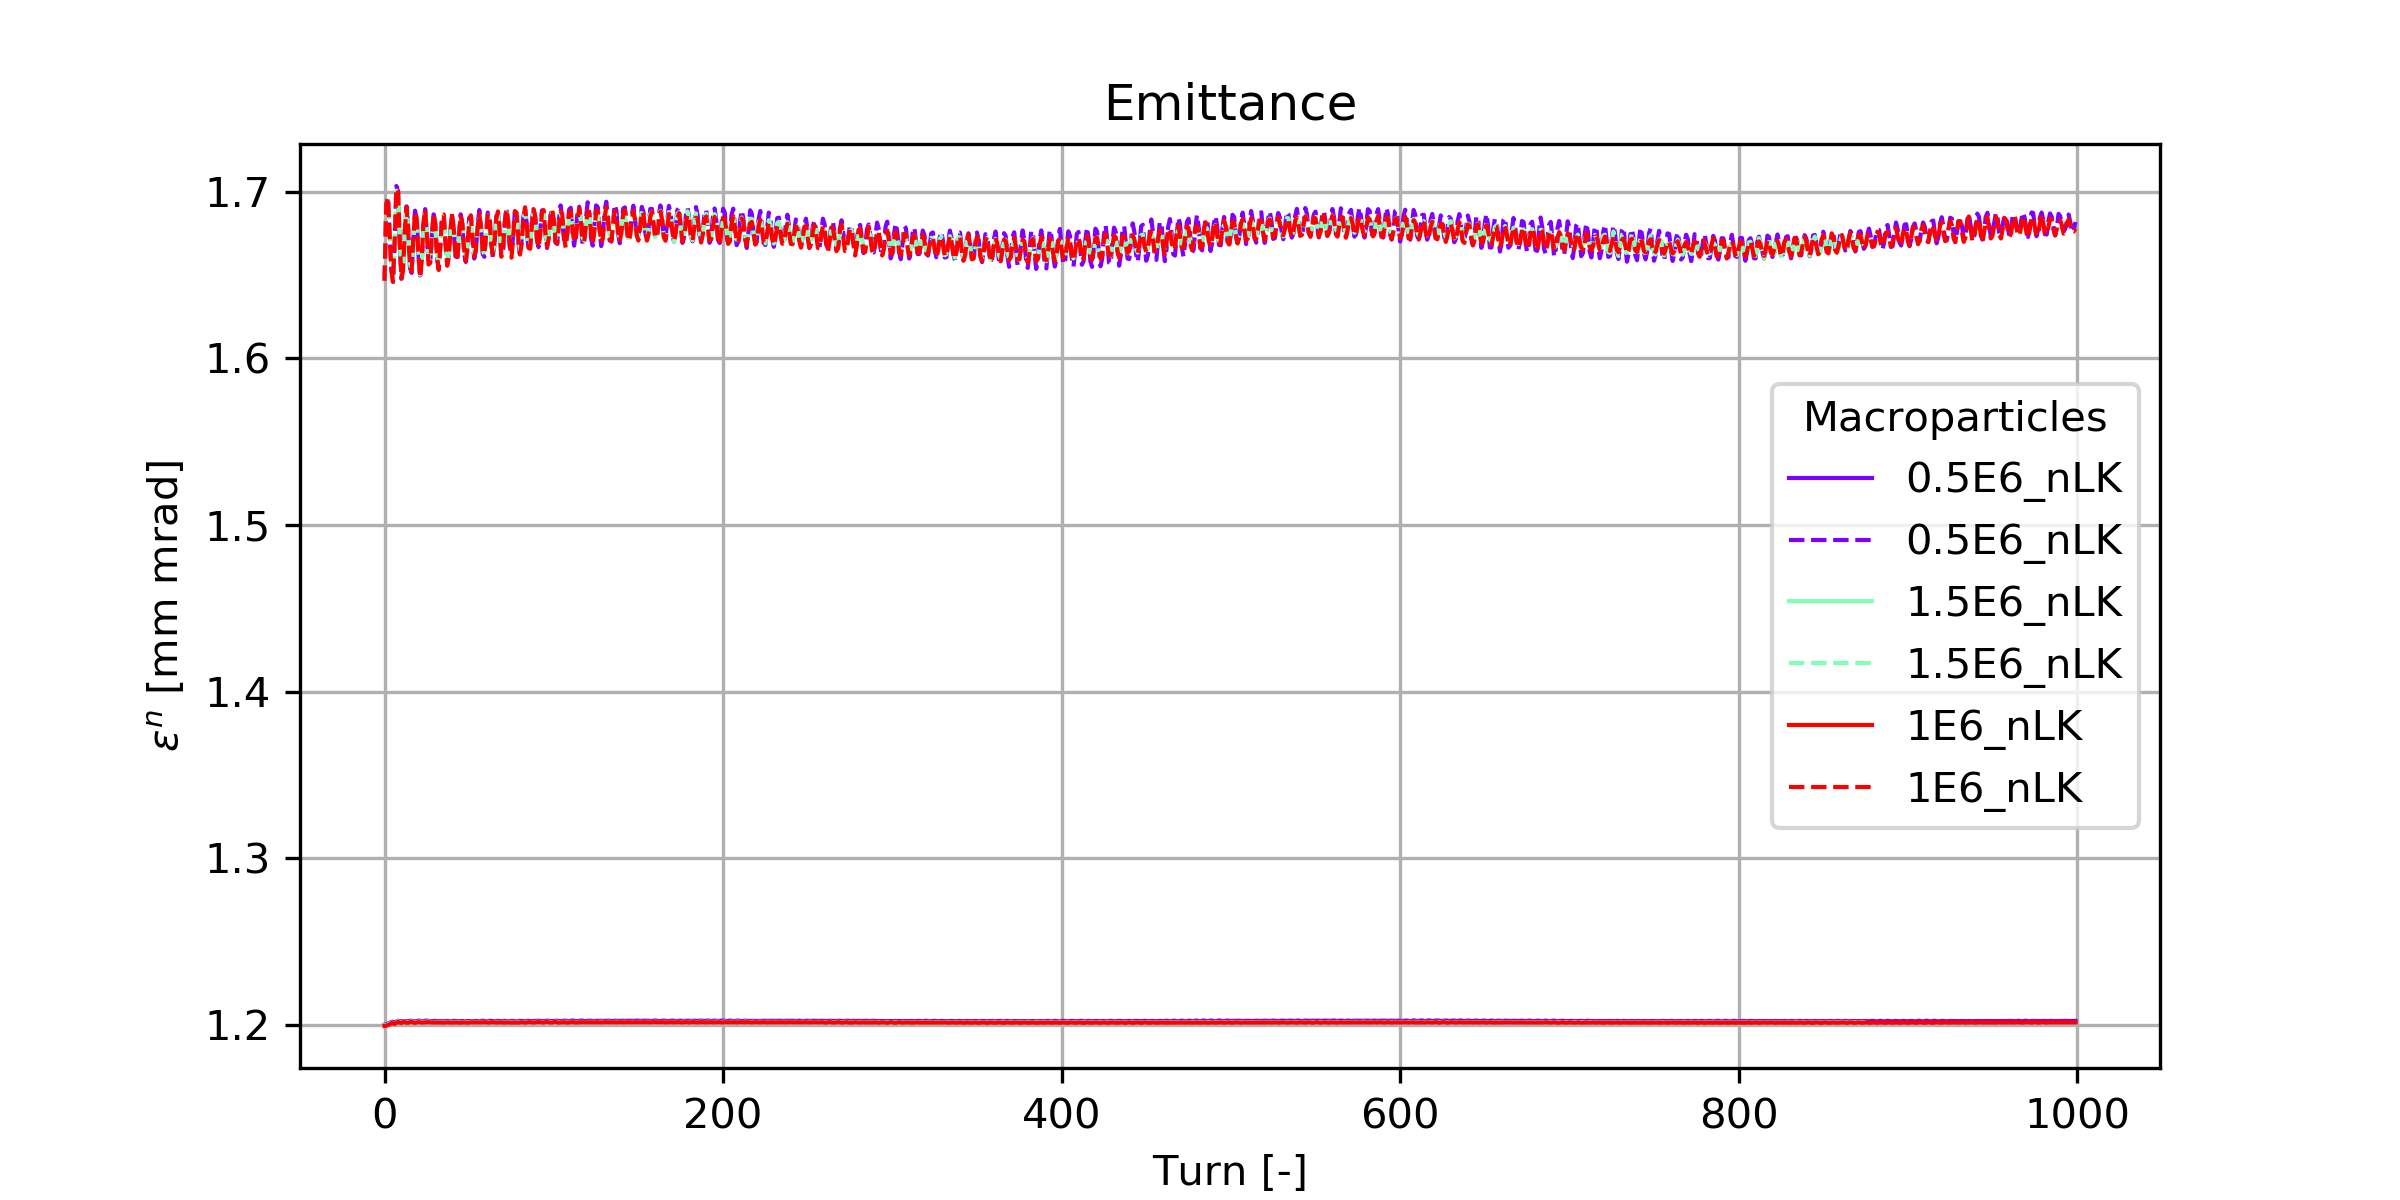 Emittance
1.7
1.6
1.5
1.4
1.3
1.2
εⁿ [mm mrad]
Macroparticles
0.5E6_nLK
0.5E6_nLK
1.5E6_nLK
1.5E6_nLK
1E6_nLK
1E6_nLK
0 200 400 600 800 1000
Turn [-]